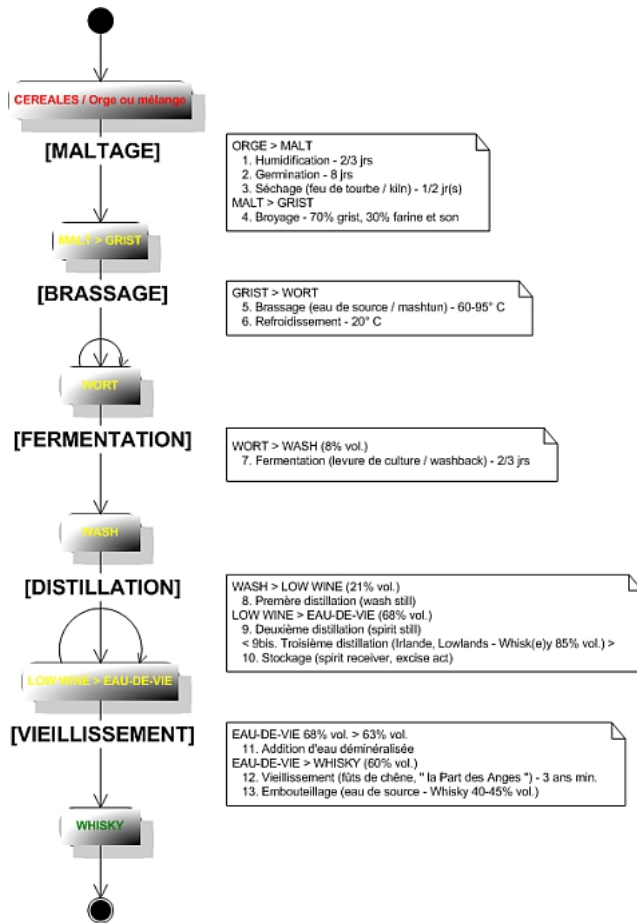 CEREALES / Orge ou mélange
[MALTAGE]
ORGE > MALT
1. Humidification - 2/3 jrs
2. Germination - 8 jrs
3. Séchage (feu de tourbe / kiln) - 1/2 jr(s)
MALT > GRIST
4. Broyage - 70% grist, 30% farine et son
MALT > GRIST
[BRASSAGE]
GRIST > WORT
5. Brassage (eau de source / mashtun) - 60-95° C
6. Refroidissement - 20° C
WORT
[FERMENTATION]
WORT > WASH (8% vol.)
7. Fermentation (levure de culture / washback) - 2/3 jrs
WASH
[DISTILLATION]
WASH > LOW WINE (21% vol.)
8. Premère distillation (wash still)
LOW WINE > EAU-DE-VIE (68% vol.)
9. Deuxième distillation (spirit still)
< 9bis. Troisième distillation (Irlande, Lowlands - Whisk(e)y 85% vol.) >
10. Stockage (spirit receiver, excise act)
LOW WINE > EAU-DE-VIE
[VIEILLISSEMENT]
EAU-DE-VIE 68% vol. > 63% vol.
11. Addition d'eau déminéralisée
EAU-DE-VIE > WHISKY (60% vol.)
12. Vieillissement (fûts de chêne, " la Part des Anges ") - 3 ans min.
13. Embouteillage (eau de source - Whisky 40-45% vol.)
WHISKY